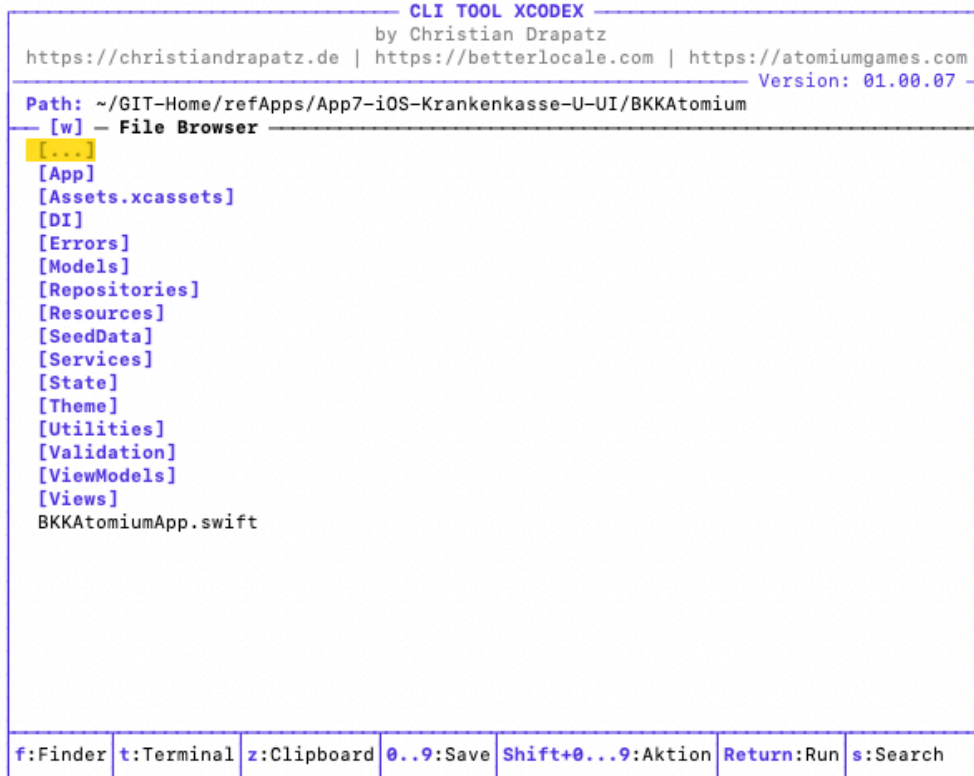 CLI TOOL XCODEX
by Christian Drapatz
https://christiandrapatz.de | https://betterlocale.com | https://atomiumgames.com
Version: 01.00.07
Path: ~/GIT-Home/refApps/App7-iOS-Krankenkasse-U-UI/BKKAtomium
[w] — File Browser
[...]
[App]
[Assets.xcassets]
[DI]
[Errors]
[Models]
[Repositories]
[Resources]
[SeedData]
[Services]
[State]
[Theme]
[Utilities]
[Validation]
[ViewModels]
[Views]
BKKAtomiumApp.swift
f:Finder t:Terminal z:Clipboard 0..9:Save Shift+0...9:Aktion Return:Run s:Search